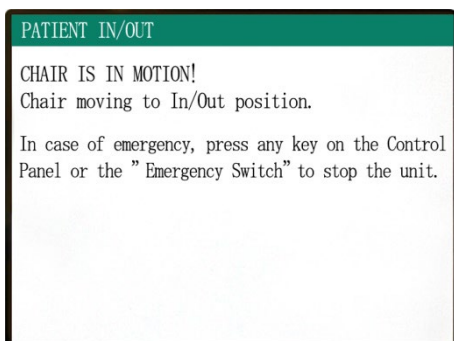 PATIENT IN/OUT
CHAIR IS IN MOTION!
Chair moving to In/Out position.
In case of emergency, press any key on the Control
Panel or the ” Emergency Switch” to stop the unit.